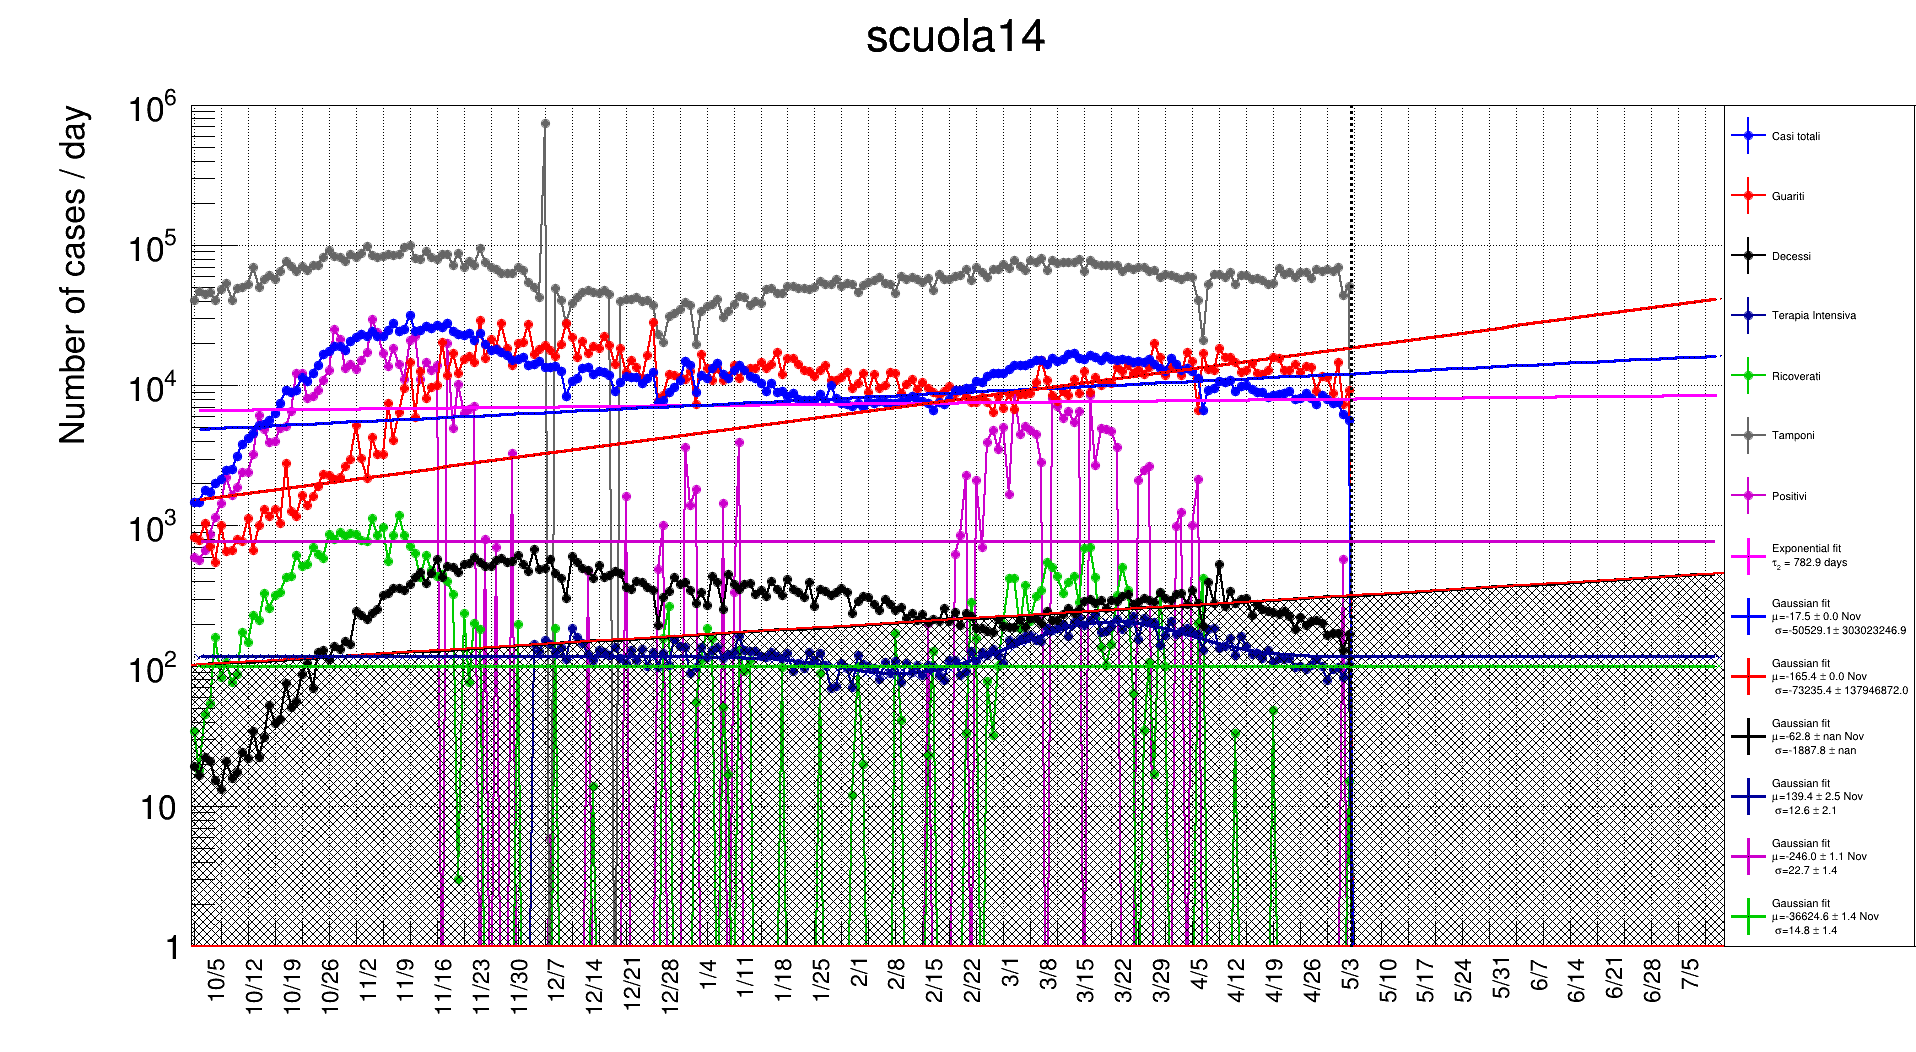 scuola14
Number of cases / day
10^6
10^5
10^4
10^3
10^2
10
1
10/5
10/12
10/19
10/26
11/2
11/9
11/16
11/23
11/30
12/7
12/14
12/21
12/28
1/4
1/11
1/18
1/25
2/1
2/8
2/15
2/22
3/1
3/8
3/15
3/22
3/29
4/5
4/12
4/19
4/26
5/3
5/10
5/17
5/24
5/31
6/7
6/14
6/21
6/28
7/5
Casi totali
Guariti
Decessi
Terapia Intensiva
Ricoverati
Tamponi
Positivi
Exponential fit
τ₂ = 782.9 days
Gaussian fit
μ=-17.5 ± 0.0 Nov
σ=-50529.1± 303023246.9
Gaussian fit
μ=-165.4 ± 0.0 Nov
σ=-73235.4 ± 137946872.0
Gaussian fit
μ=-62.8 ± nan Nov
σ=-1887.8 ± nan
Gaussian fit
μ=139.4 ± 2.5 Nov
σ=12.6 ± 2.1
Gaussian fit
μ=-246.0 ± 1.1 Nov
σ=22.7 ± 1.4
Gaussian fit
μ=-36624.6 ± 1.4 Nov
σ=14.8 ± 1.4